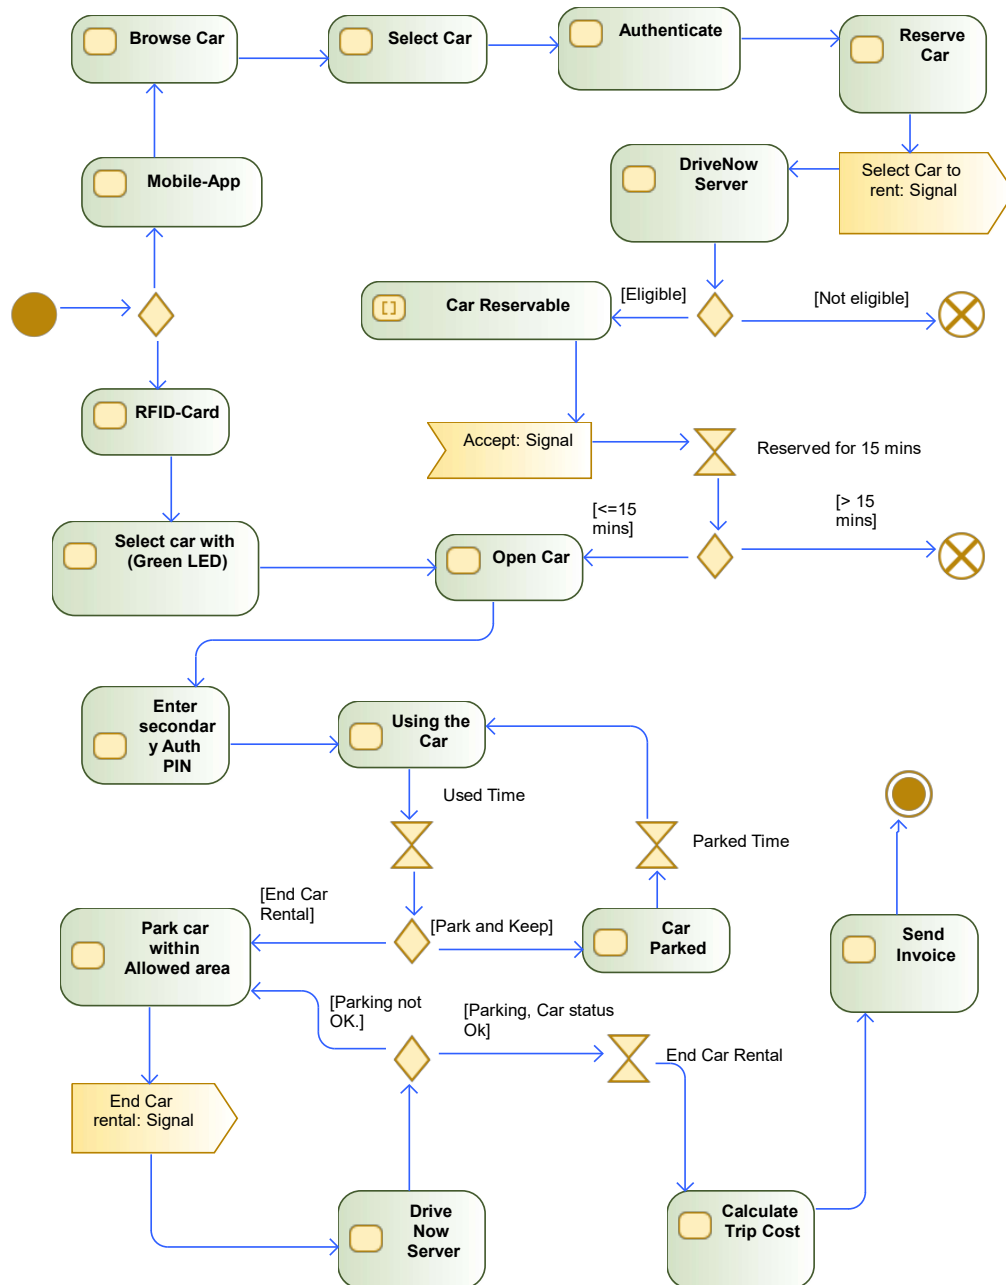 Browse Car
Select Car
Authenticate
Reserve
Car
Mobile-App
DriveNow
Server
Select Car to
rent: Signal
Car Reservable
[Eligible]
[Not eligible]
RFID-Card
Accept: Signal
Reserved for 15 mins
[<=15
mins]
[> 15
mins]
Select car with
(Green LED)
Open Car
Enter
secondar
y Auth
PIN
Using the
Car
Used Time
Parked Time
[End Car
Rental]
Park car
within
Allowed area
[Park and Keep]
Car
Parked
Send
Invoice
[Parking not
OK.]
[Parking, Car status
Ok]
End Car Rental
End Car
rental: Signal
Drive
Now
Server
Calculate
Trip Cost